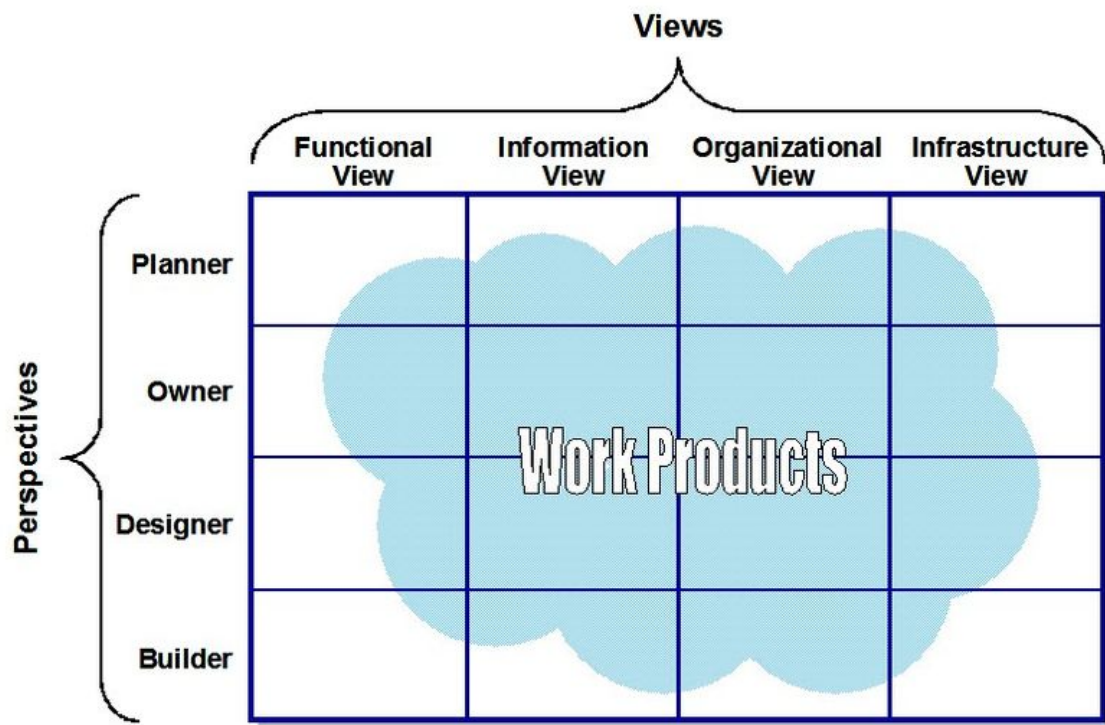 Views
Functional View
Information View
Organizational View
Infrastructure View
Perspectives
Planner
Owner
Work Products
Designer
Builder